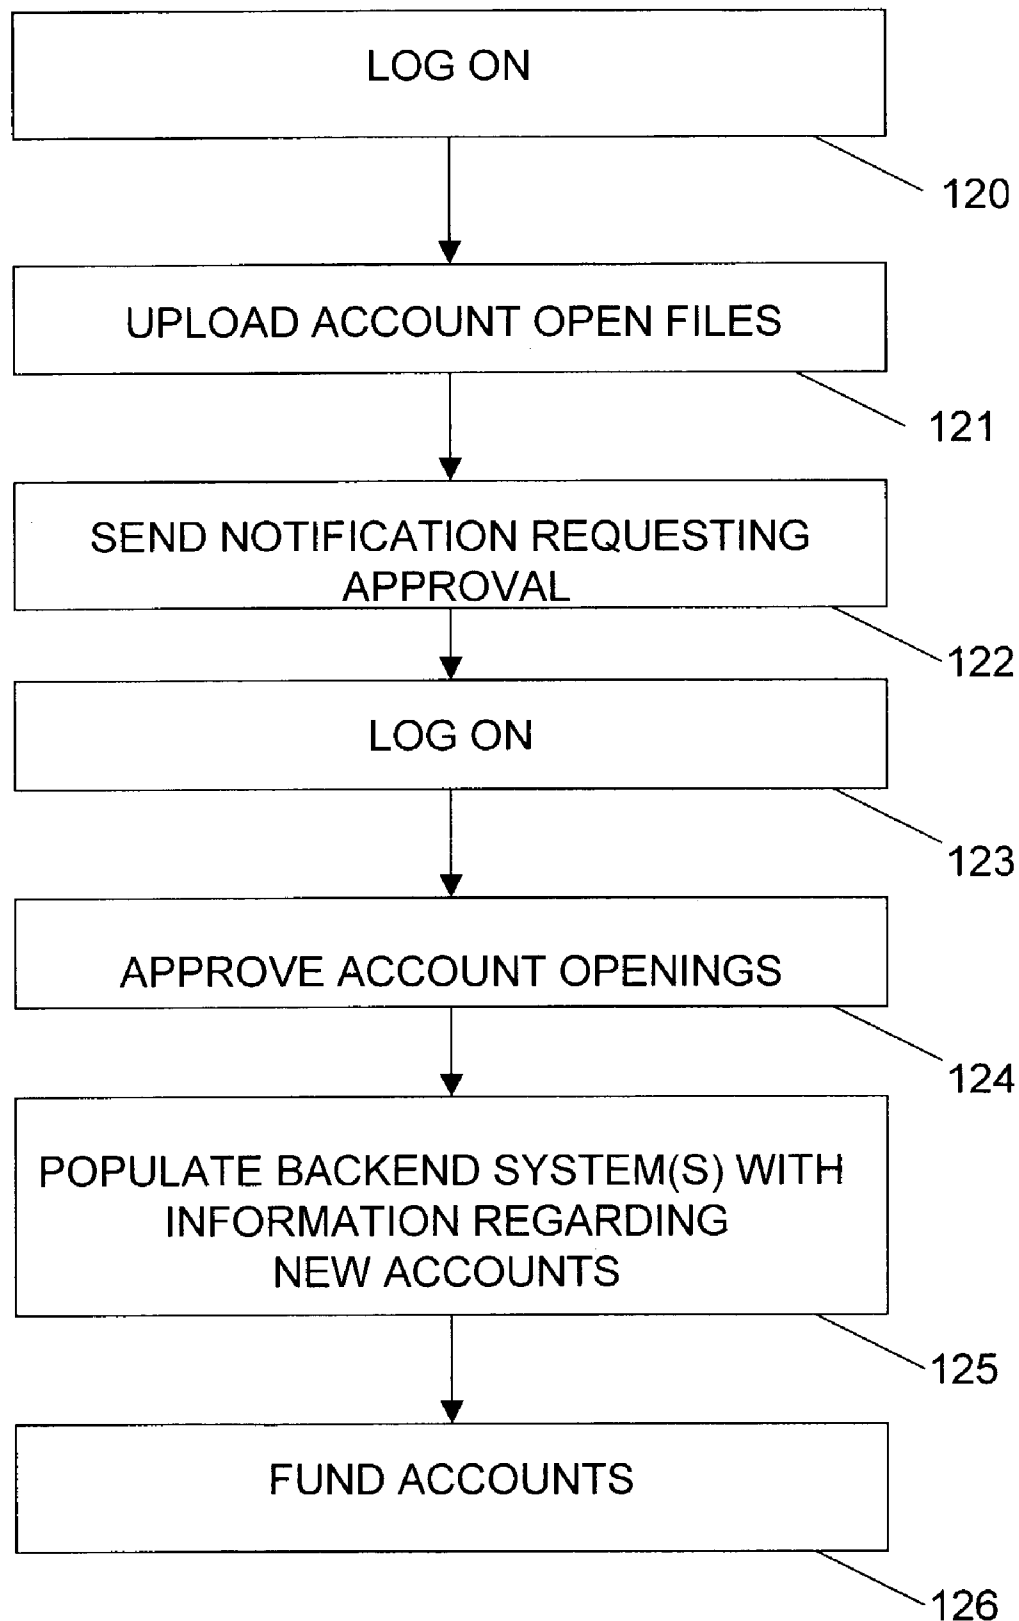 LOG ON
120
UPLOAD ACCOUNT OPEN FILES
121
SEND NOTIFICATION REQUESTING
APPROVAL
122
LOG ON
123
APPROVE ACCOUNT OPENINGS
124
POPULATE BACKEND SYSTEM(S) WITH
INFORMATION REGARDING
NEW ACCOUNTS
125
FUND ACCOUNTS
126